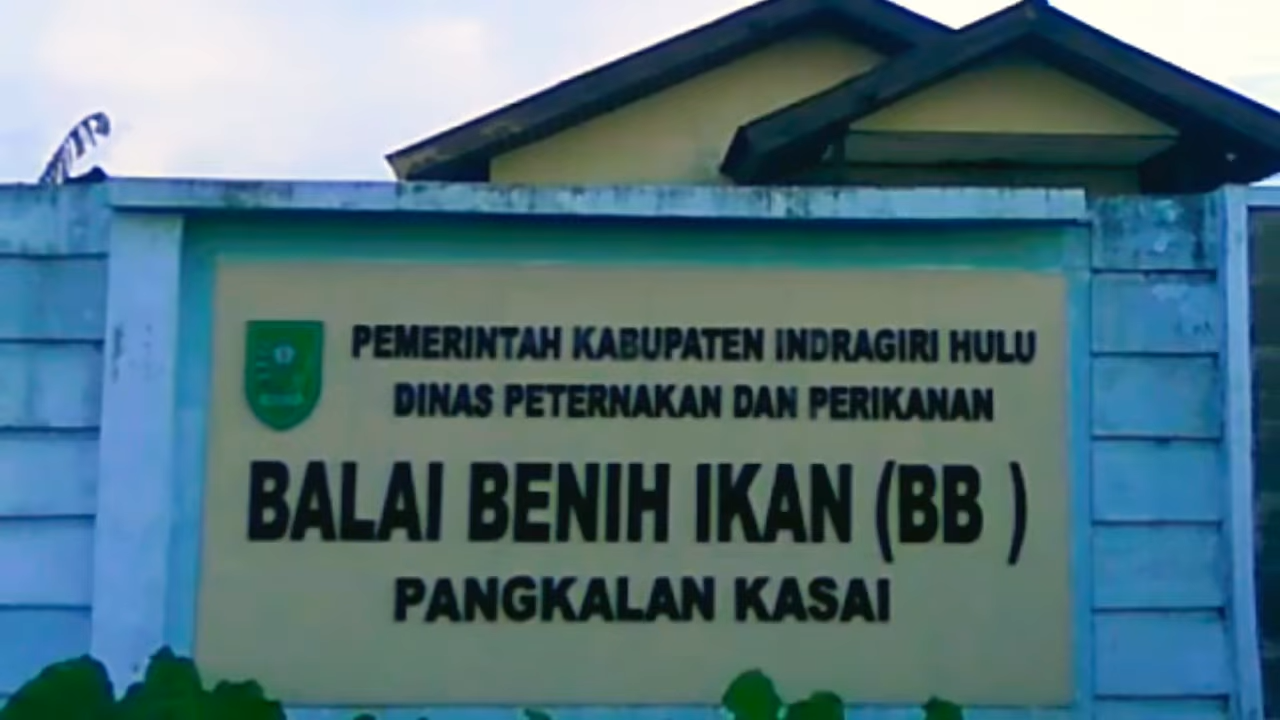 PEMERINTAH KABUPATEN INDRAGIRI HULU
DINAS PETERNAKAN DAN PERIKANAN
BALAI BENIH IKAN (BB )
PANGKALAN KASAI